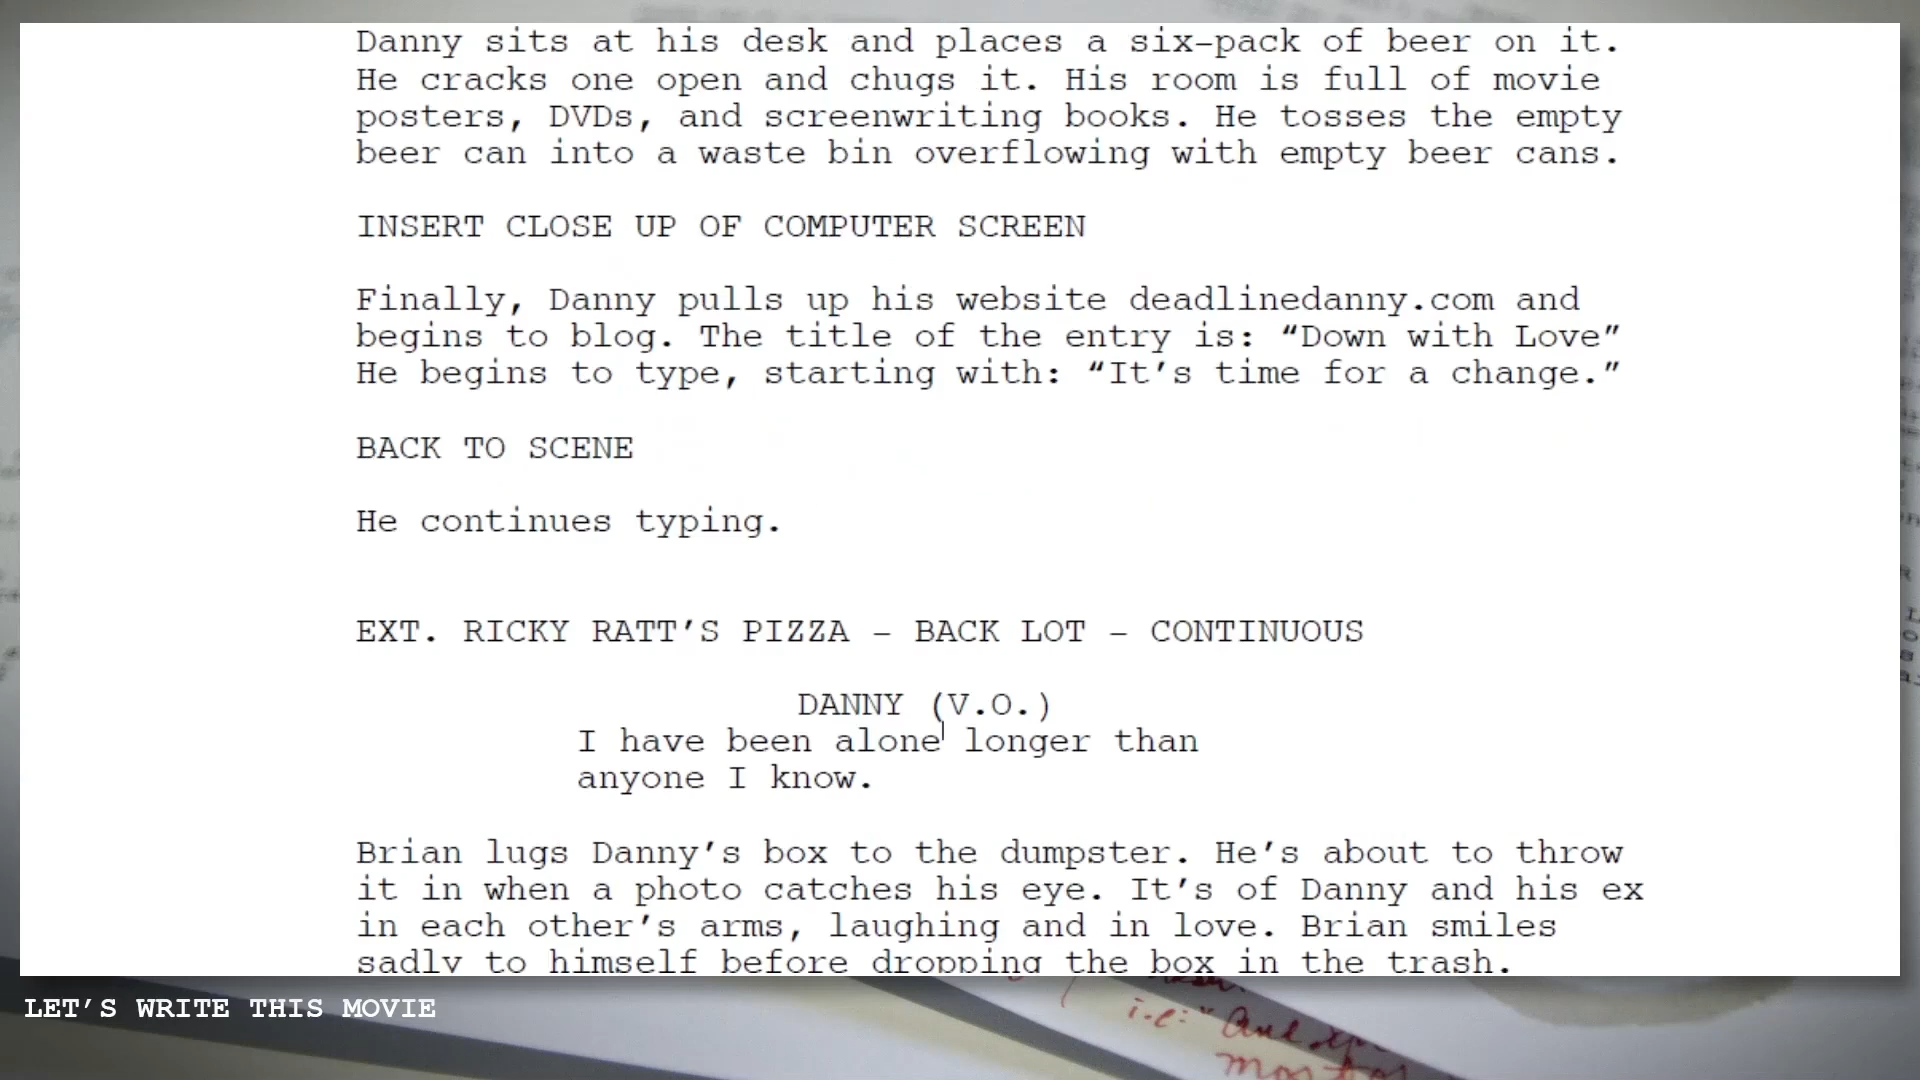 Danny sits at his desk and places a six-pack of beer on it.
He cracks one open and chugs it. His room is full of movie
posters, DVDs, and screenwriting books. He tosses the empty
beer can into a waste bin overflowing with empty beer cans.
INSERT CLOSE UP OF COMPUTER SCREEN
Finally, Danny pulls up his website deadlinedanny.com and
begins to blog. The title of the entry is: “Down with Love”
He begins to type, starting with: “It’s time for a change.”
BACK TO SCENE
He continues typing.
EXT. RICKY RATT’S PIZZA – BACK LOT – CONTINUOUS
DANNY (V.O.)
I have been alone longer than
anyone I know.
Brian lugs Danny’s box to the dumpster. He’s about to throw
it in when a photo catches his eye. It’s of Danny and his ex
in each other’s arms, laughing and in love. Brian smiles
sadly to himself before dropping the box in the trash.
LET’S WRITE THIS MOVIE
i.e: "And